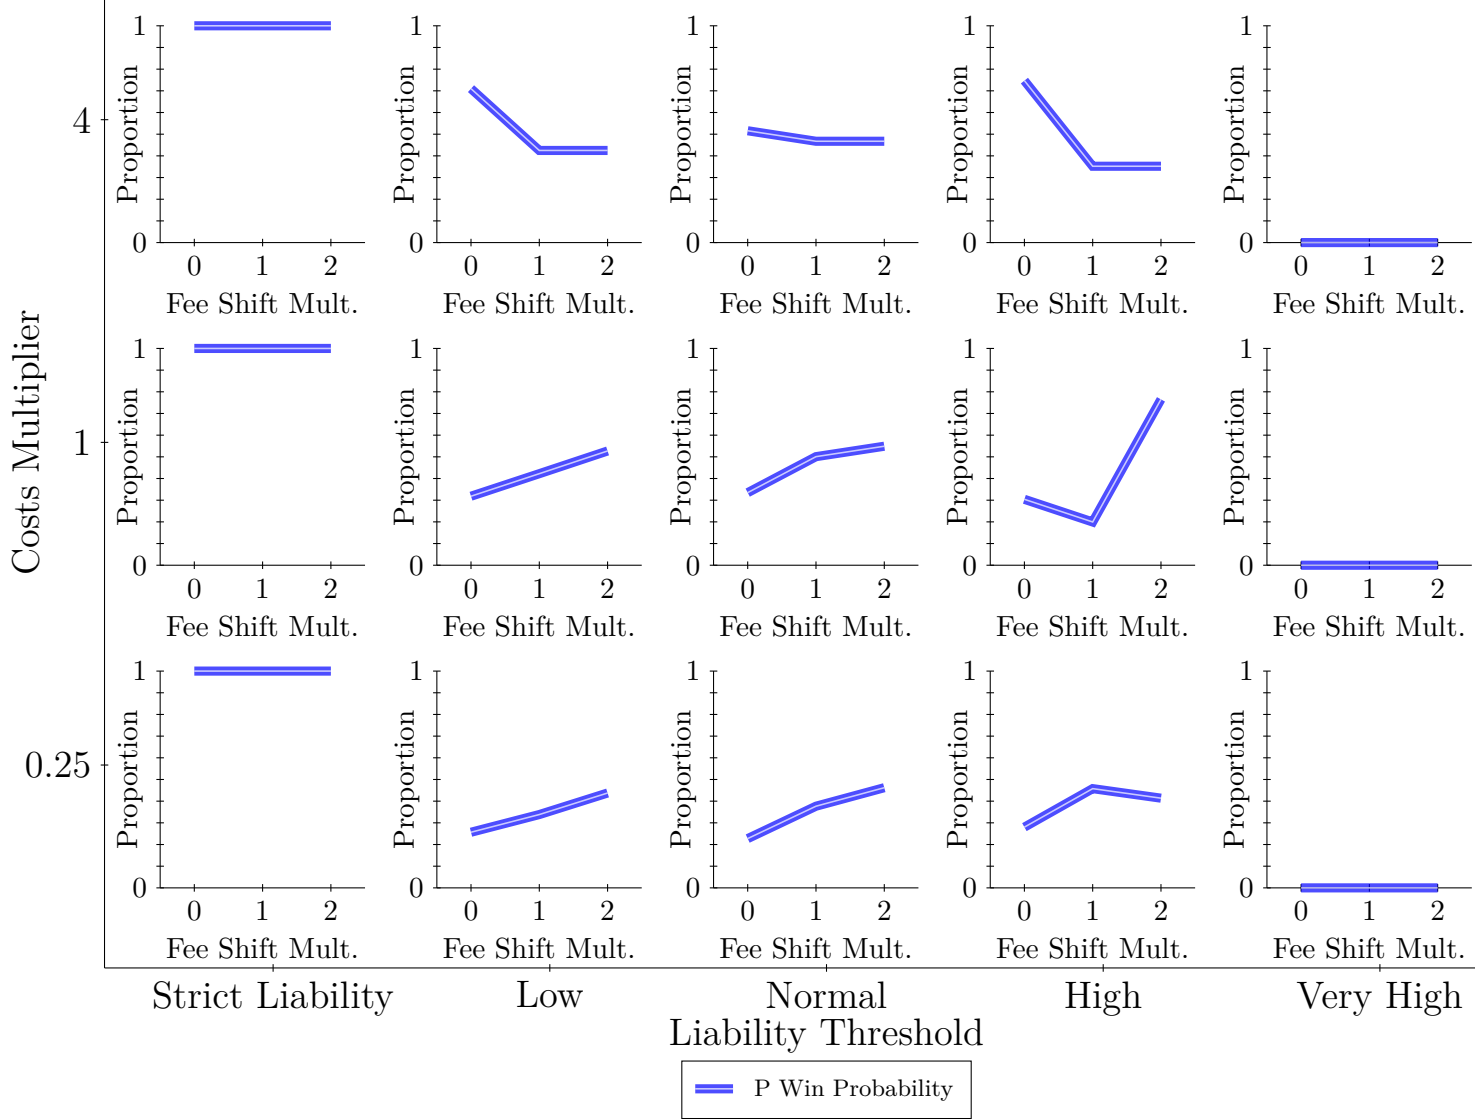 1 1 1 1 1
Proportion Proportion Proportion Proportion Proportion
4
0 0 0 0 0
0 1 2 0 1 2 0 1 2 0 1 2 0 1 2
Fee Shift Mult. Fee Shift Mult. Fee Shift Mult. Fee Shift Mult. Fee Shift Mult.
Costs Multiplier
1 1 1 1 1
Proportion Proportion Proportion Proportion Proportion
1
0 0 0 0 0
0 1 2 0 1 2 0 1 2 0 1 2 0 1 2
Fee Shift Mult. Fee Shift Mult. Fee Shift Mult. Fee Shift Mult. Fee Shift Mult.
1 1 1 1 1
Proportion Proportion Proportion Proportion Proportion
0.25
0 0 0 0 0
0 1 2 0 1 2 0 1 2 0 1 2 0 1 2
Fee Shift Mult. Fee Shift Mult. Fee Shift Mult. Fee Shift Mult. Fee Shift Mult.
Strict Liability Low Normal High Very High
Liability Threshold
P Win Probability